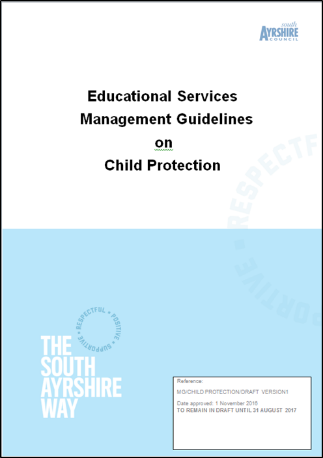 south
AYRSHIRE
COUNCIL
Educational Services
Management Guidelines
on
Child Protection
RESPECTFUL
SUPPORTIVE
RESPECTFUL • POSITIVE • SUPPORTIVE •
THE
SOUTH
AYRSHIRE
WAY
Reference:
MG/CHILD PROTECTION/DRAFT VERSION1
Date approved: 1 November 2016
TO REMAIN IN DRAFT UNTIL 31 AUGUST 2017